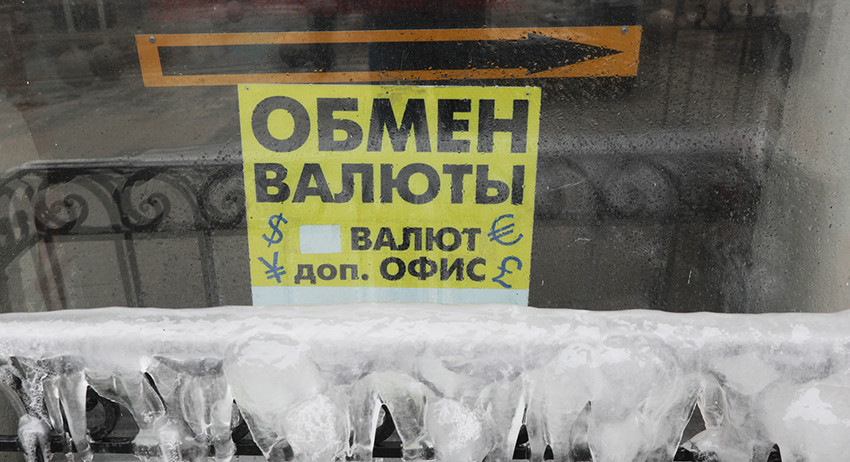 ОБМЕН
ВАЛЮТЫ
$ ВАЛЮТ €
¥ доп. ОФИС £